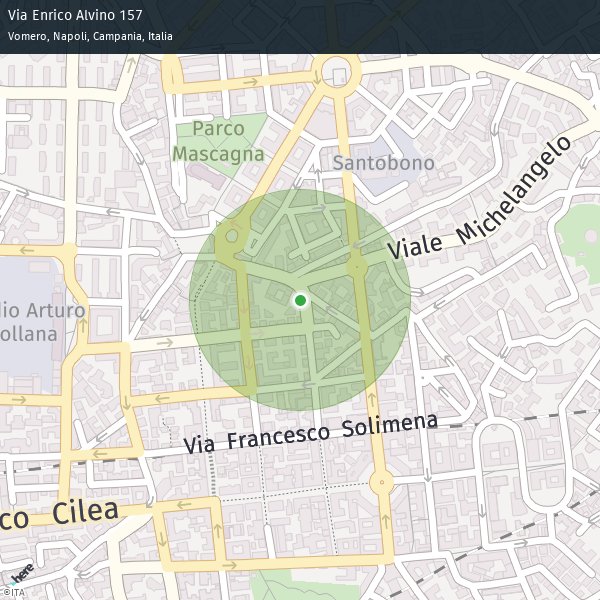 Via Enrico Alvino 157
Vomero, Napoli, Campania, Italia
Parco
Mascagna
Santobono
Viale Michelangelo
dio Arturo
ollana
Via Francesco Solimena
co Cilea
here
©ITA